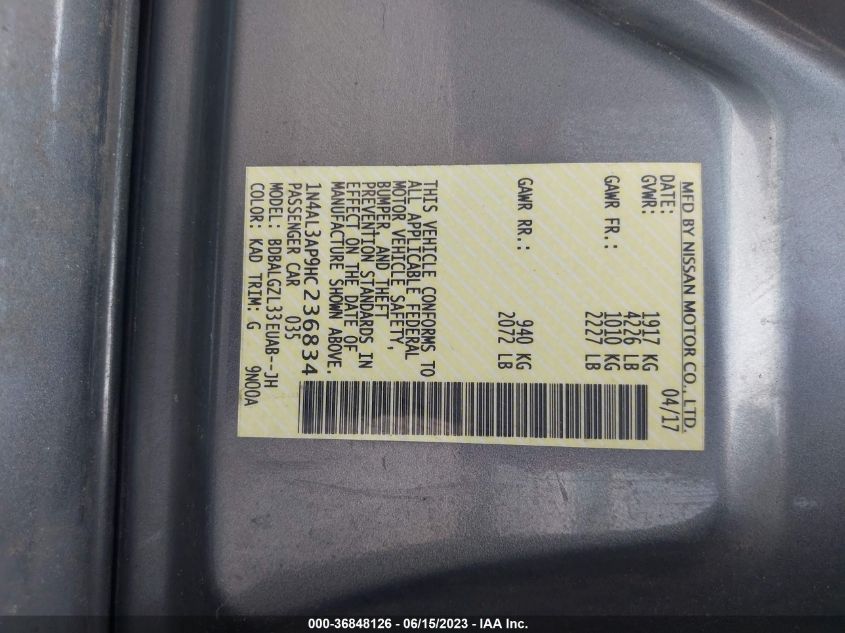 MFD BY NISSAN MOTOR CO., LTD.
DATE: 04/17
GVWR: 1917 KG
4226 LB
GAWR FR.: 1010 KG
2227 LB
GAWR RR.: 940 KG
2072 LB
THIS VEHICLE CONFORMS TO
ALL APPLICABLE FEDERAL
MOTOR VEHICLE SAFETY,
BUMPER, AND THEFT
PREVENTION STANDARDS IN
EFFECT ON THE DATE OF
MANUFACTURE SHOWN ABOVE.
1N4AL3AP9HC236834
PASSENGER CAR 035
MODEL: BDBALGZL33EUAB--JH
COLOR: KAD TRIM: G 9N00A
000-36848126 - 06/15/2023 - IAA Inc.